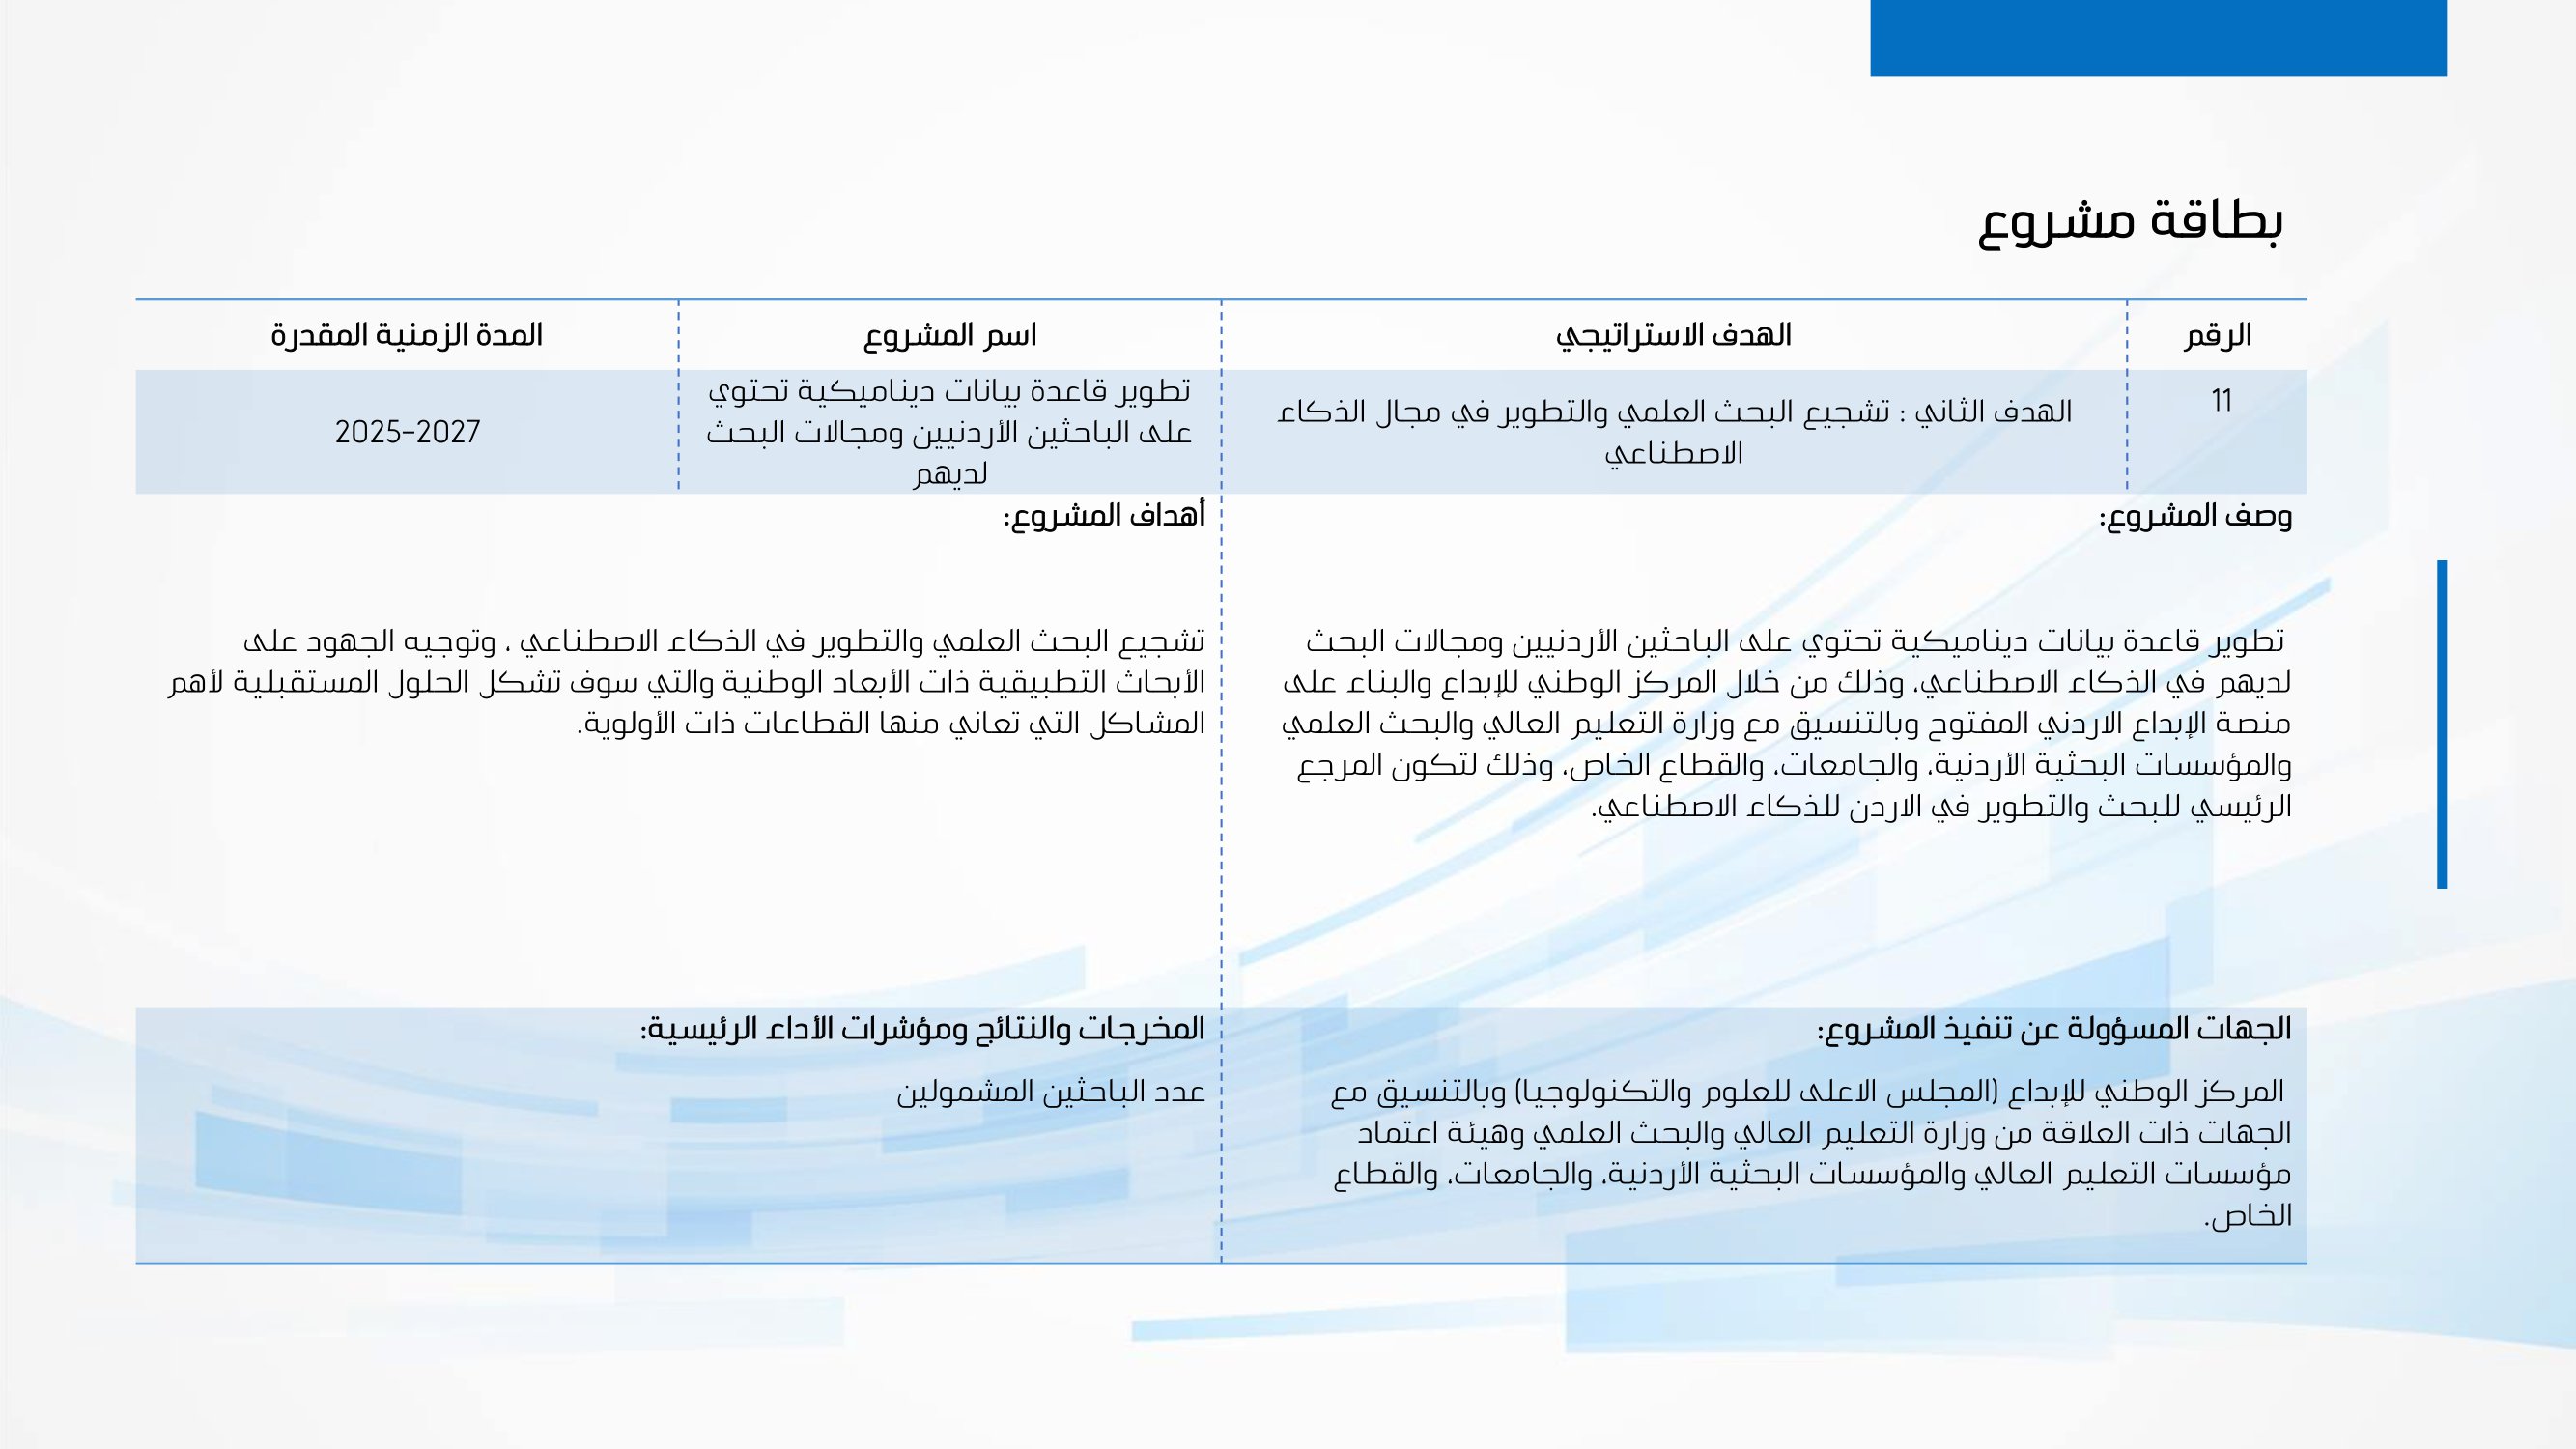 بطاقة مشروع
الرقم
الهدف الاستراتيجي
اسم المشروع
المدة الزمنية المقدرة
11
الهدف الثاني : تشجيع البحث العلمي والتطوير في مجال الذكاء
الاصطناعي
تطوير قاعدة بيانات ديناميكية تحتوي
على الباحثين الأردنيين ومجالات البحث
لديهم
2025-2027
وصف المشروع:
تطوير قاعدة بيانات ديناميكية تحتوي على الباحثين الأردنيين ومجالات البحث
لديهم في الذكاء الاصطناعي، وذلك من خلال المركز الوطني للإبداع والبناء على
منصة الإبداع الاردني المفتوح وبالتنسيق مع وزارة التعليم العالي والبحث العلمي
والمؤسسات البحثية الأردنية، والجامعات، والقطاع الخاص، وذلك لتكون المرجع
الرئيسي للبحث والتطوير في الاردن للذكاء الاصطناعي.
أهداف المشروع:
تشجيع البحث العلمي والتطوير في الذكاء الاصطناعي ، وتوجيه الجهود على
الأبحاث التطبيقية ذات الأبعاد الوطنية والتي سوف تشكل الحلول المستقبلية لأهم
المشاكل التي تعاني منها القطاعات ذات الأولوية.
الجهات المسؤولة عن تنفيذ المشروع:
المركز الوطني للإبداع (المجلس الاعلى للعلوم والتكنولوجيا) وبالتنسيق مع
الجهات ذات العلاقة من وزارة التعليم العالي والبحث العلمي وهيئة اعتماد
مؤسسات التعليم العالي والمؤسسات البحثية الأردنية، والجامعات، والقطاع
الخاص.
المخرجات والنتائج ومؤشرات الأداء الرئيسية:
عدد الباحثين المشمولين